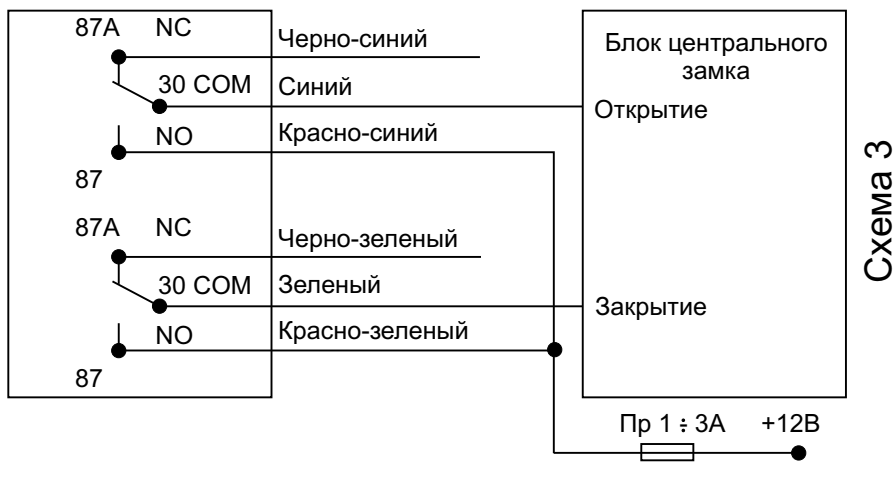 87A NC
Черно-синий
30 COM Синий
NO Красно-синий
87
87A NC
Черно-зеленый
30 COM Зеленый
NO Красно-зеленый
87
Блок центрального
замка
Открытие
Закрытие
Пр 1 ÷ 3А +12В
Схема 3